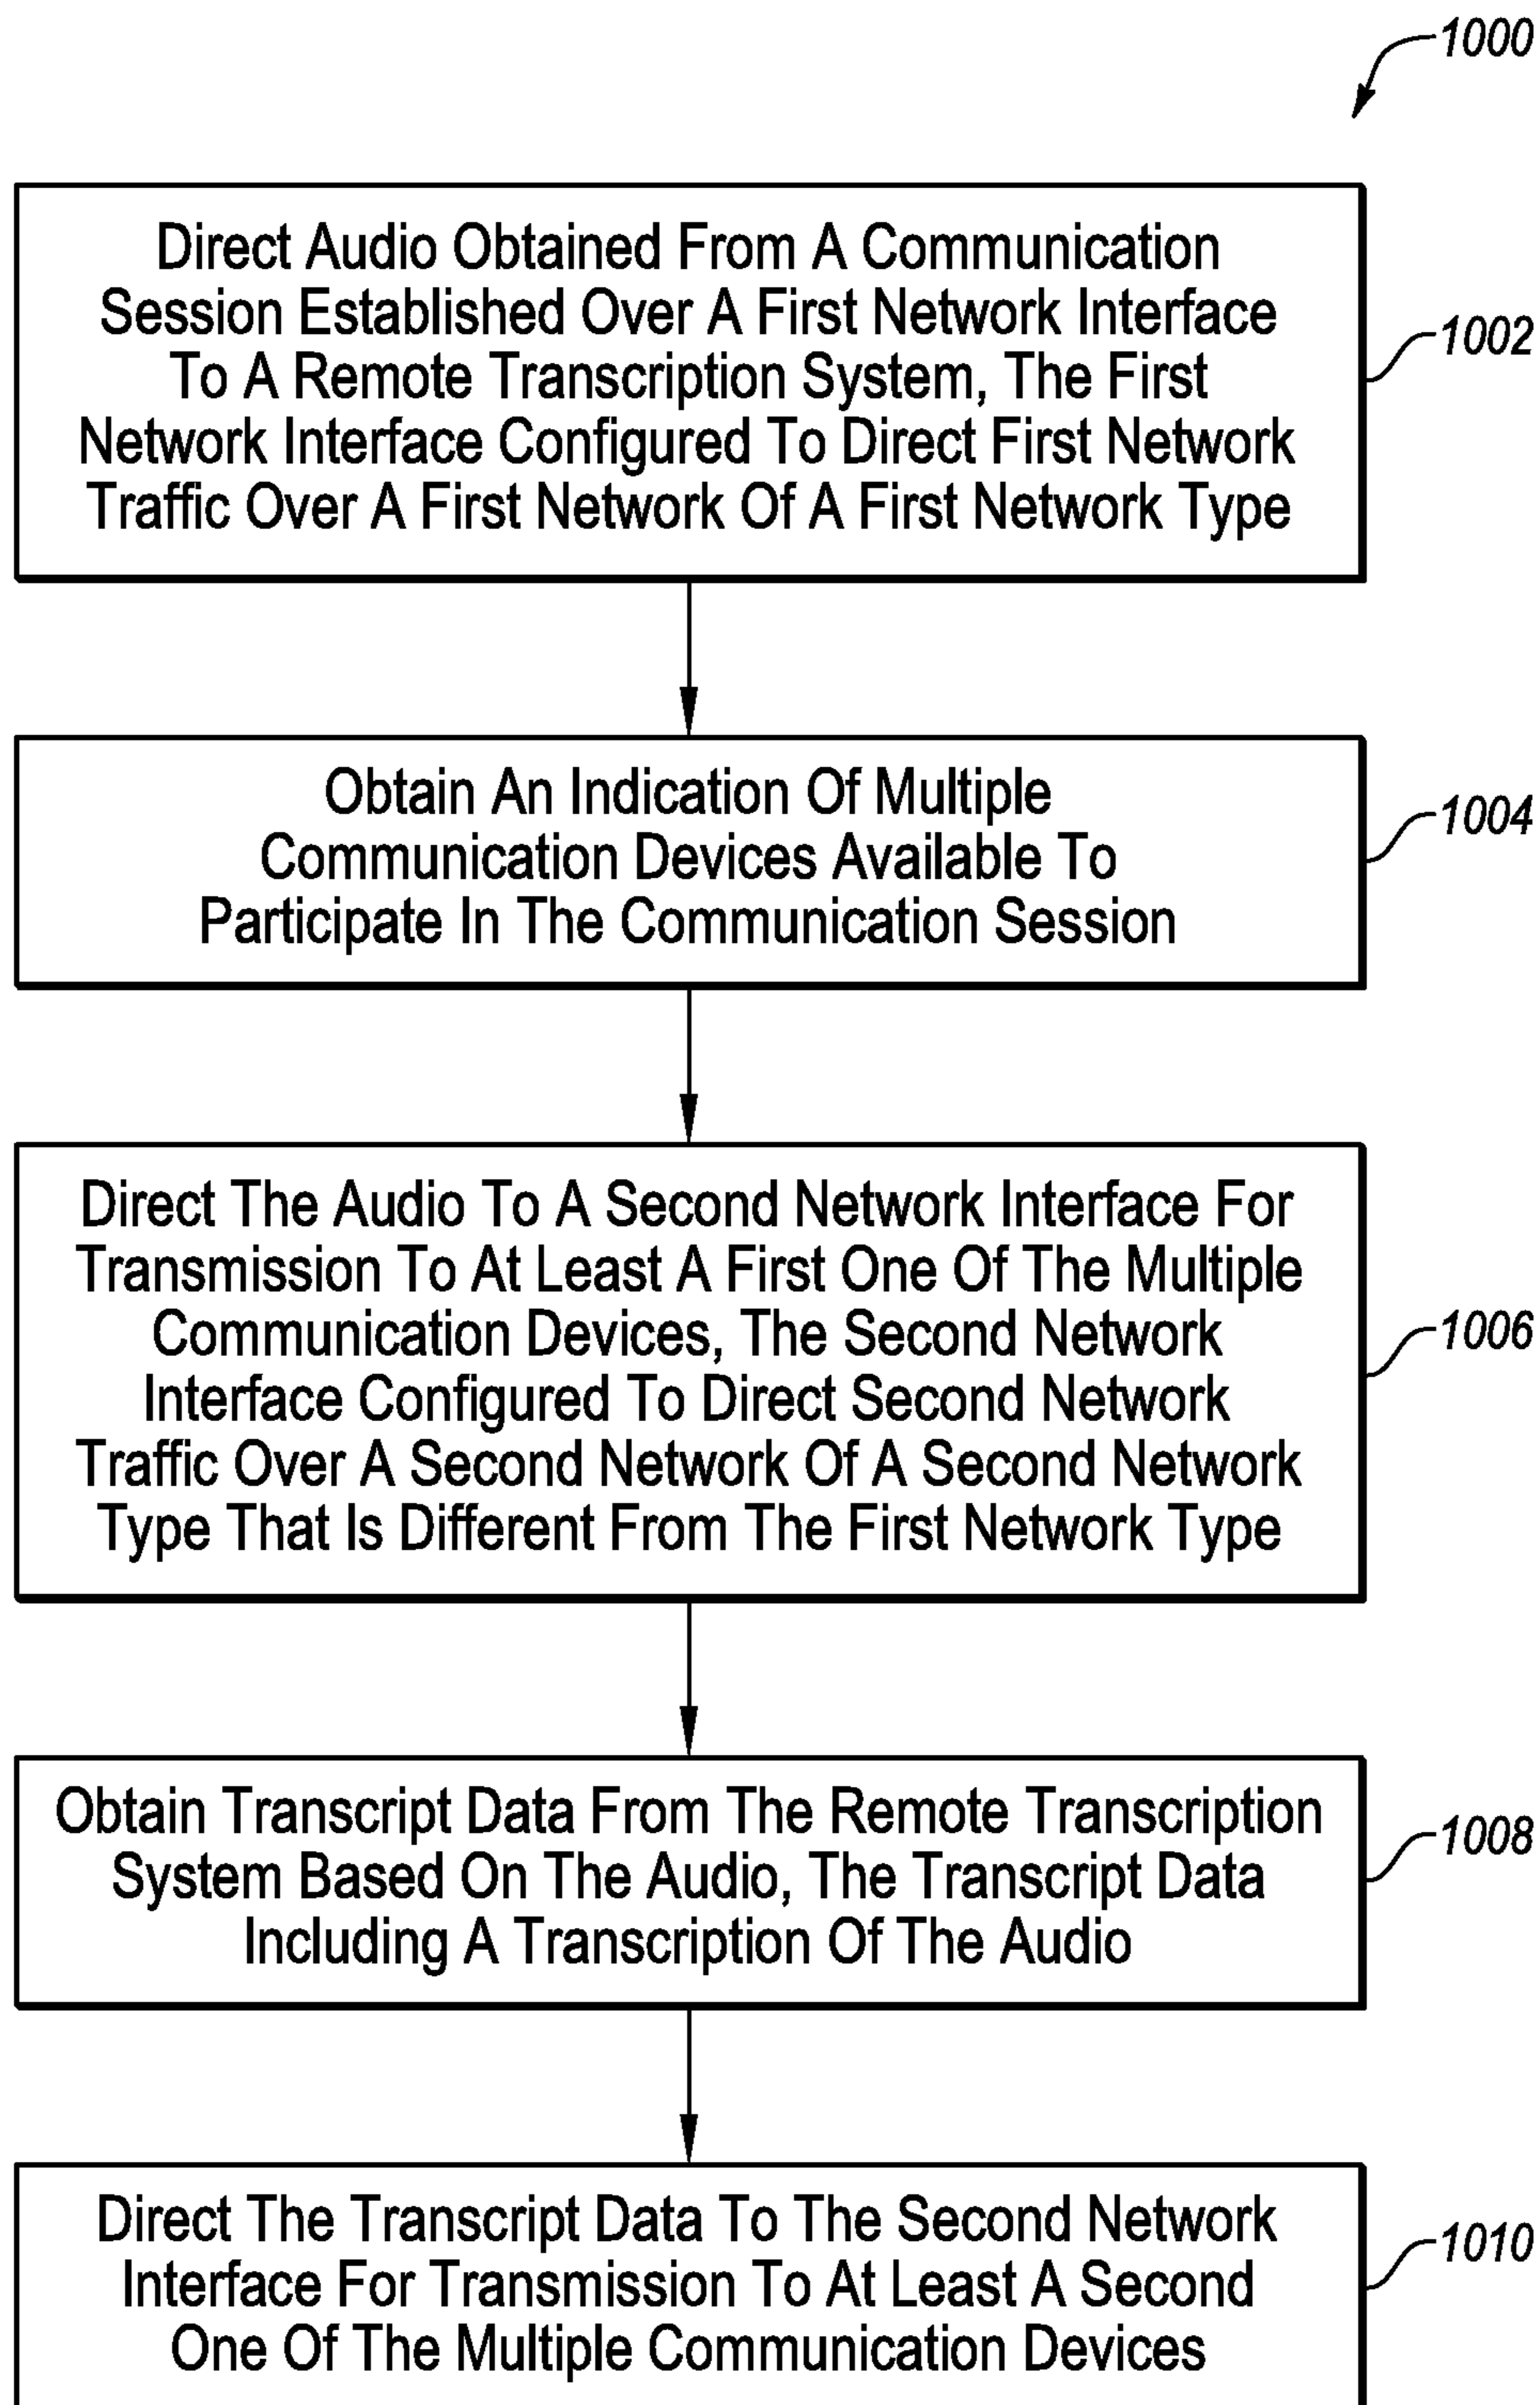 1000
Direct Audio Obtained From A Communication
Session Established Over A First Network Interface
To A Remote Transcription System, The First
Network Interface Configured To Direct First Network
Traffic Over A First Network Of A First Network Type
1002
Obtain An Indication Of Multiple
Communication Devices Available To
Participate In The Communication Session
1004
Direct The Audio To A Second Network Interface For
Transmission To At Least A First One Of The Multiple
Communication Devices, The Second Network
Interface Configured To Direct Second Network
Traffic Over A Second Network Of A Second Network
Type That Is Different From The First Network Type
1006
Obtain Transcript Data From The Remote Transcription
System Based On The Audio, The Transcript Data
Including A Transcription Of The Audio
1008
Direct The Transcript Data To The Second Network
Interface For Transmission To At Least A Second
One Of The Multiple Communication Devices
1010